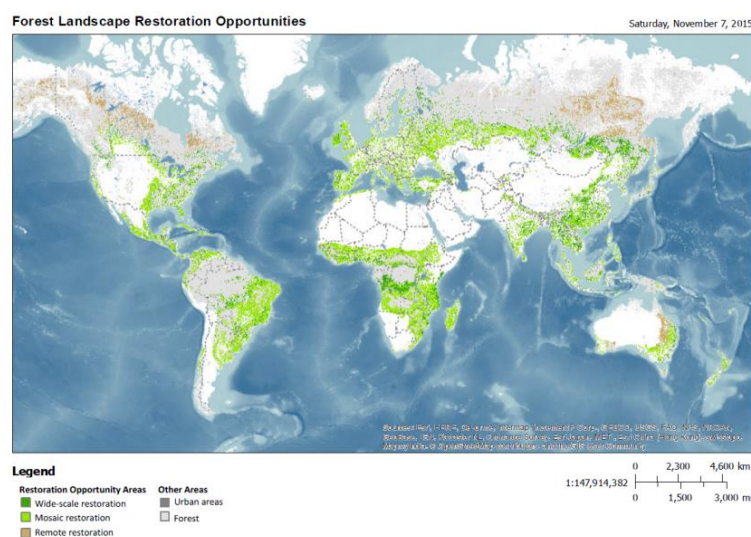 Forest Landscape Restoration Opportunities
Saturday, November 7, 2015
Legend
Restoration Opportunity Areas
Wide-scale restoration
Mosaic restoration
Remote restoration
Other Areas
Urban areas
Forest
1:147,914,382
0 2,300 4,600 km
0 1,500 3,000 mi